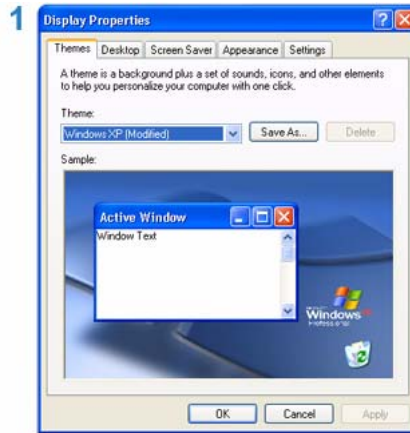 1
Display Properties
Themes Desktop Screen Saver Appearance Settings
A theme is a background plus a set of sounds, icons, and other elements
to help you personalize your computer with one click.
Theme:
Windows XP (Modified) Save As... Delete
Sample:
Active Window
Window Text
Windows xp
Professional
OK Cancel Apply